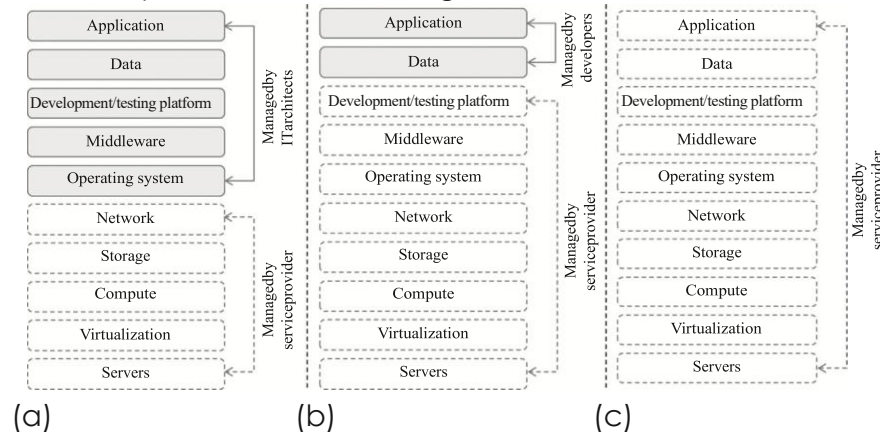 Application
Data
Development/testing platform
Middleware
Operating system
Network
Storage
Compute
Virtualization
Servers
Managedby
ITarchitects
Managedby
serviceprovider
(a)
Application
Data
Development/testing platform
Middleware
Operating system
Network
Storage
Compute
Virtualization
Servers
Managedby
developers
Managedby
serviceprovider
(b)
Application
Data
Development/testing platform
Middleware
Operating system
Network
Storage
Compute
Virtualization
Servers
Managedby
serviceprovider
(c)